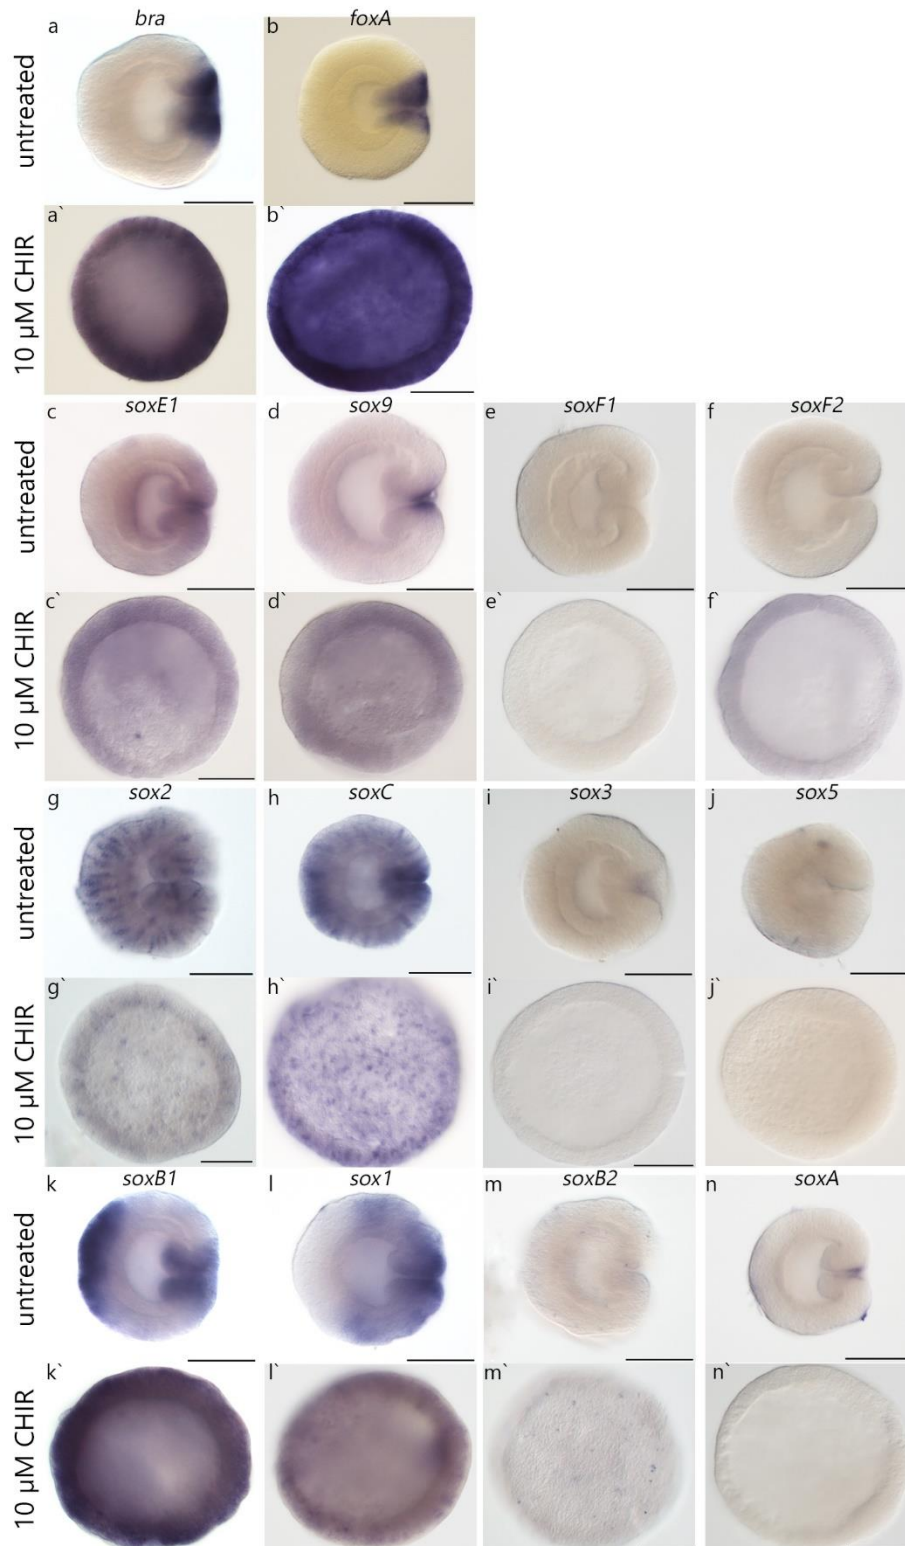 a bra b foxA
untreated
a` b`
10 µM CHIR
c soxE1 d sox9 e soxF1 f soxF2
untreated
c` d` e` f`
10 µM CHIR
g sox2 h soxC i sox3 j sox5
untreated
g` h` i` j`
10 µM CHIR
k soxB1 l sox1 m soxB2 n soxA
untreated
k` l` m` n`
10 µM CHIR